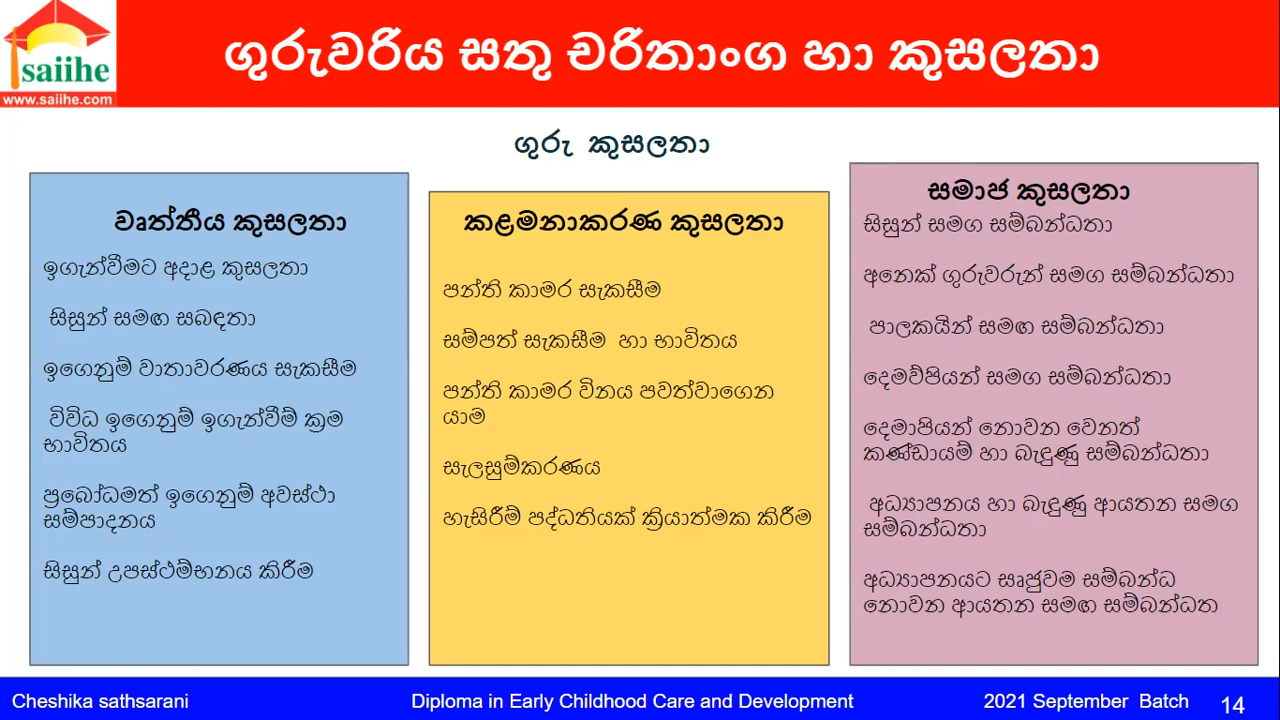 saiihe
www.saiihe.com
ගුරුවරිය සතු චරිතාංග හා කුසලතා
ගුරු කුසලතා
වෘත්තීය කුසලතා
ඉගැන්වීමට අදාළ කුසලතා
සිසුන් සමඟ සබඳතා
ඉගෙනුම් වාතාවරණය සැකසීම
විවිධ ඉගෙනුම් ඉගැන්වීම් ක්‍රම
භාවිතය
ප්‍රබෝධමත් ඉගෙනුම් අවස්ථා
සම්පාදනය
සිසුන් උපස්ථම්භනය කිරීම
කළමනාකරණ කුසලතා
පන්ති කාමර සැකසීම
සම්පත් සැකසීම හා භාවිතය
පන්ති කාමර විනය පවත්වාගෙන
යාම
සැලසුම්කරණය
හැසිරීම් පද්ධතියක් ක්‍රියාත්මක කිරීම
සමාජ කුසලතා
සිසුන් සමග සම්බන්ධතා
අනෙක් ගුරුවරුන් සමග සම්බන්ධතා
පාලකයින් සමඟ සම්බන්ධතා
දෙමව්පියන් සමග සම්බන්ධතා
දෙමාපියන් නොවන වෙනත්
කණ්ඩායම් හා බැඳුණු සම්බන්ධතා
අධ්‍යාපනය හා බැඳුණු ආයතන සමග
සම්බන්ධතා
අධ්‍යාපනයට සෘජුවම සම්බන්ධ
නොවන ආයතන සමඟ සම්බන්ධත
Cheshika sathsarani
Diploma in Early Childhood Care and Development
2021 September Batch
14